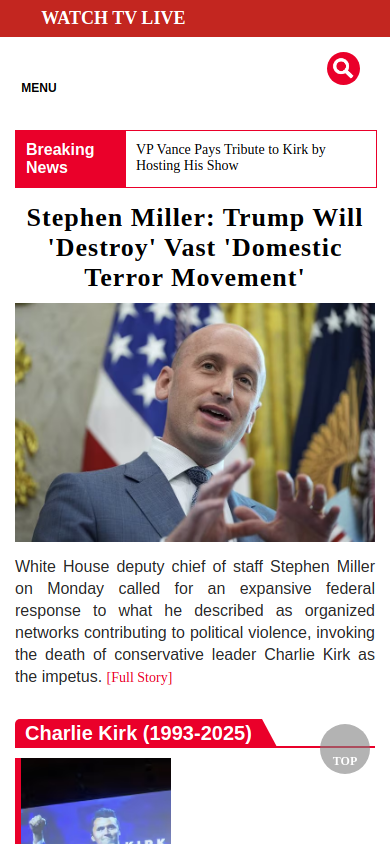 WATCH TV LIVE
MENU
Breaking
News
VP Vance Pays Tribute to Kirk by
Hosting His Show
Stephen Miller: Trump Will
'Destroy' Vast 'Domestic
Terror Movement'
White House deputy chief of staff Stephen Miller
on Monday called for an expansive federal
response to what he described as organized
networks contributing to political violence, invoking
the death of conservative leader Charlie Kirk as
the impetus. [Full Story]
Charlie Kirk (1993-2025)
TOP
KIRK